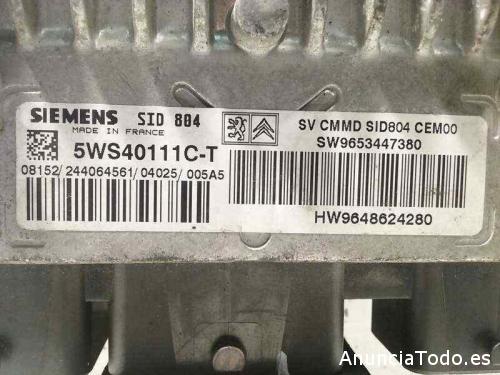 SIEMENS SID 804
MADE IN FRANCE
5WS40111C-T
08152/244064561/04025/005A5
SV CMMD SID804 CEM00
SW9653447380
HW9648624280
AnunciaTodo.es